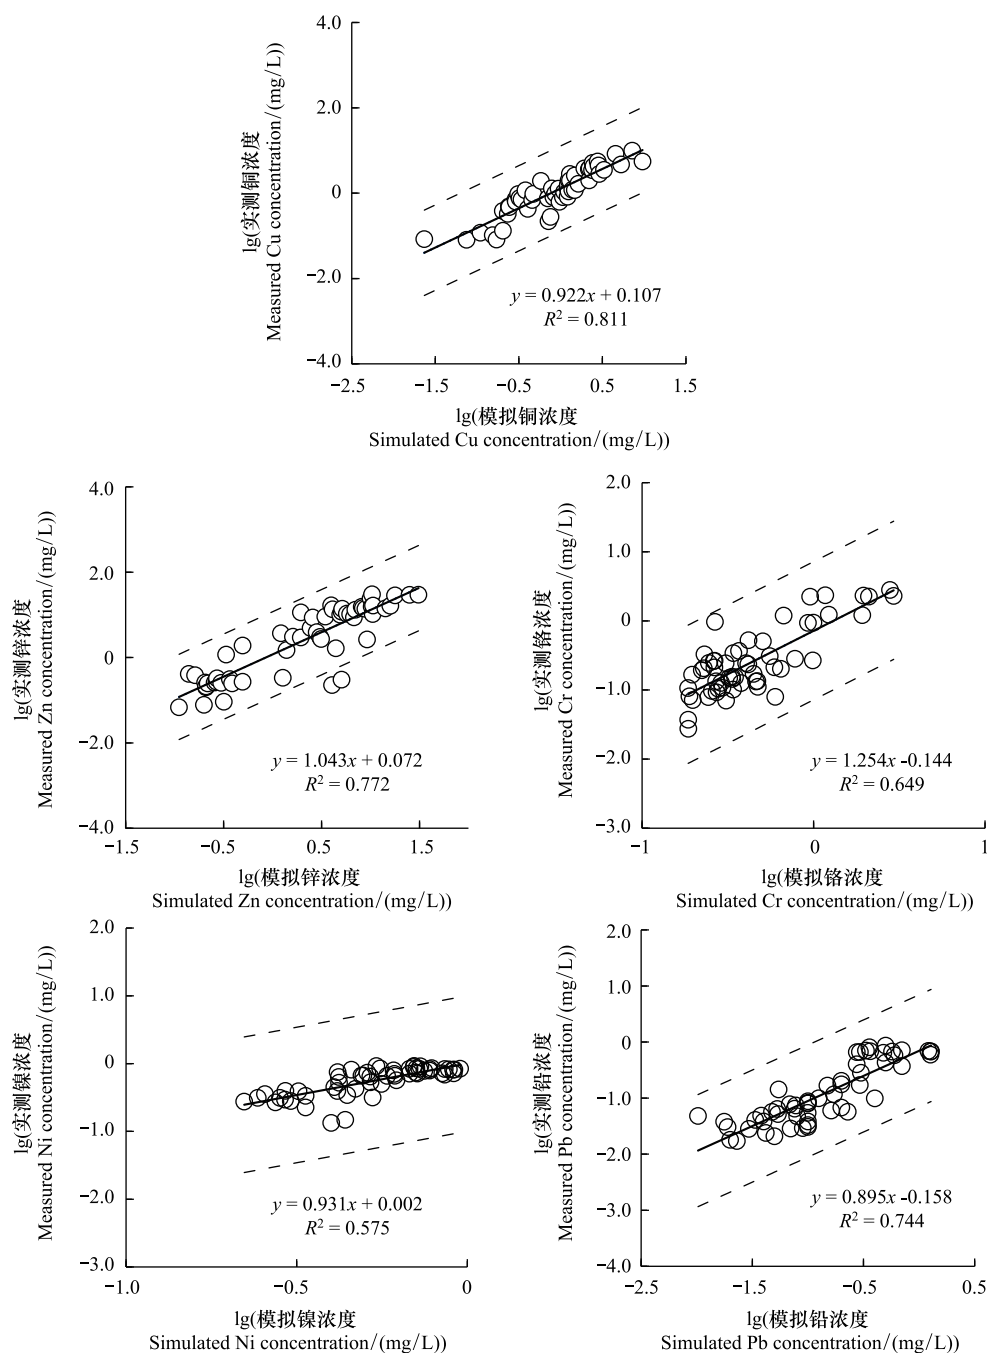 4.0
2.0
0
−2.0
−4.0
lg(实测铜浓度
Measured Cu concentration/(mg/L))
y = 0.922x + 0.107
R² = 0.811
−2.5 −1.5 −0.5 0.5 1.5
lg(模拟铜浓度
Simulated Cu concentration/(mg/L))
4.0
2.0
0
−2.0
−4.0
lg(实测锌浓度
Measured Zn concentration/(mg/L))
y = 1.043x + 0.072
R² = 0.772
−1.5 −0.5 0.5 1.5
lg(模拟锌浓度
Simulated Zn concentration/(mg/L))
2.0
1.0
0
−1.0
−2.0
−3.0
lg(实测铬浓度
Measured Cr concentration/(mg/L))
y = 1.254x -0.144
R² = 0.649
−1 0 1
lg(模拟铬浓度
Simulated Cr concentration/(mg/L))
2.0
1.0
0
−1.0
−2.0
−3.0
lg(实测镍浓度
Measured Ni concentration/(mg/L))
y = 0.931x + 0.002
R² = 0.575
−1.0 −0.5 0
lg(模拟镍浓度
Simulated Ni concentration/(mg/L))
2.0
1.0
0
−1.0
−2.0
−3.0
−4.0
lg(实测铅浓度
Measured Pb concentration/(mg/L))
y = 0.895x -0.158
R² = 0.744
−2.5 −1.5 −0.5 0.5
lg(模拟铅浓度
Simulated Pb concentration/(mg/L))